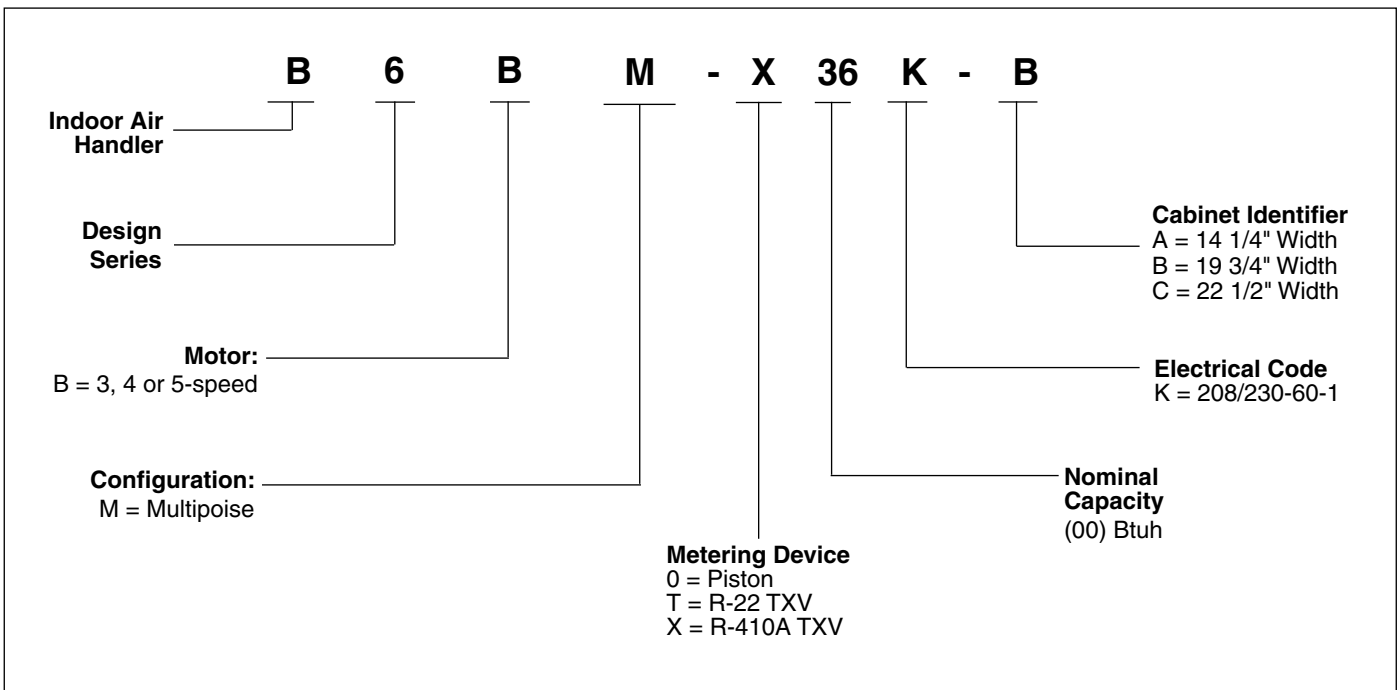 B 6 B M - X 36 K - B
Indoor Air
Handler
Design
Series
Motor:
B = 3, 4 or 5-speed
Configuration:
M = Multipoise
Metering Device
0 = Piston
T = R-22 TXV
X = R-410A TXV
Nominal
Capacity
(00) Btuh
Electrical Code
K = 208/230-60-1
Cabinet Identifier
A = 14 1/4" Width
B = 19 3/4" Width
C = 22 1/2" Width